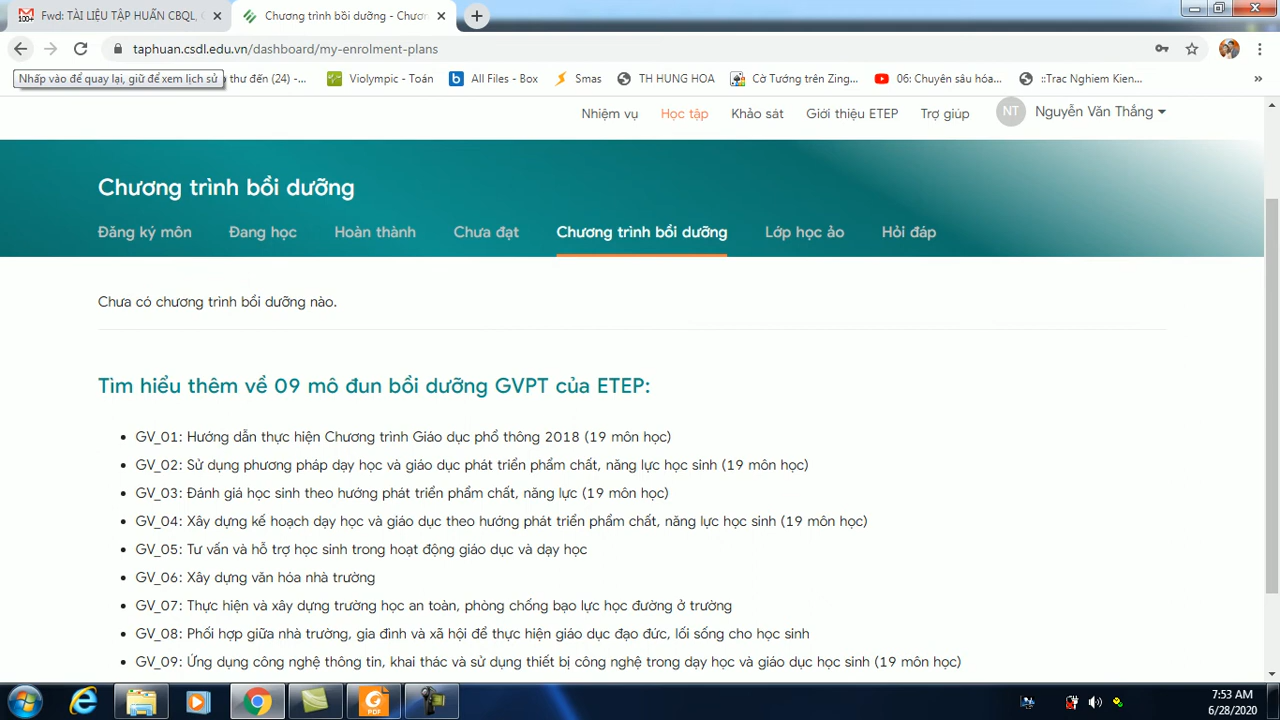 Fwd: TÀI LIỆU TẬP HUẤN CBQL,
Chương trình bồi dưỡng - Chươn
taphuan.csdl.edu.vn/dashboard/my-enrolment-plans
Nhấp vào để quay lại, giữ để xem lịch sử
thư đến (24) -...
Violympic - Toán
All Files - Box
Smas
TH HUNG HOA
Cờ Tướng trên Zing...
06: Chuyên sâu hóa...
::Trac Nghiem Kien...
»
Nhiệm vụ
Học tập
Khảo sát
Giới thiệu ETEP
Trợ giúp
NT
Nguyễn Văn Thắng
Chương trình bồi dưỡng
Đăng ký môn
Đang học
Hoàn thành
Chưa đạt
Chương trình bồi dưỡng
Lớp học ảo
Hỏi đáp
Chưa có chương trình bồi dưỡng nào.
Tìm hiểu thêm về 09 mô đun bồi dưỡng GVPT của ETEP:
• GV_01: Hướng dẫn thực hiện Chương trình Giáo dục phổ thông 2018 (19 môn học)
• GV_02: Sử dụng phương pháp dạy học và giáo dục phát triển phẩm chất, năng lực học sinh (19 môn học)
• GV_03: Đánh giá học sinh theo hướng phát triển phẩm chất, năng lực (19 môn học)
• GV_04: Xây dựng kế hoạch dạy học và giáo dục theo hướng phát triển phẩm chất, năng lực học sinh (19 môn học)
• GV_05: Tư vấn và hỗ trợ học sinh trong hoạt động giáo dục và dạy học
• GV_06: Xây dựng văn hóa nhà trường
• GV_07: Thực hiện và xây dựng trường học an toàn, phòng chống bạo lực học đường ở trường
• GV_08: Phối hợp giữa nhà trường, gia đình và xã hội để thực hiện giáo dục đạo đức, lối sống cho học sinh
• GV_09: Ứng dụng công nghệ thông tin, khai thác và sử dụng thiết bị công nghệ trong dạy học và giáo dục học sinh (19 môn học)
PDF
7:53 AM
6/28/2020